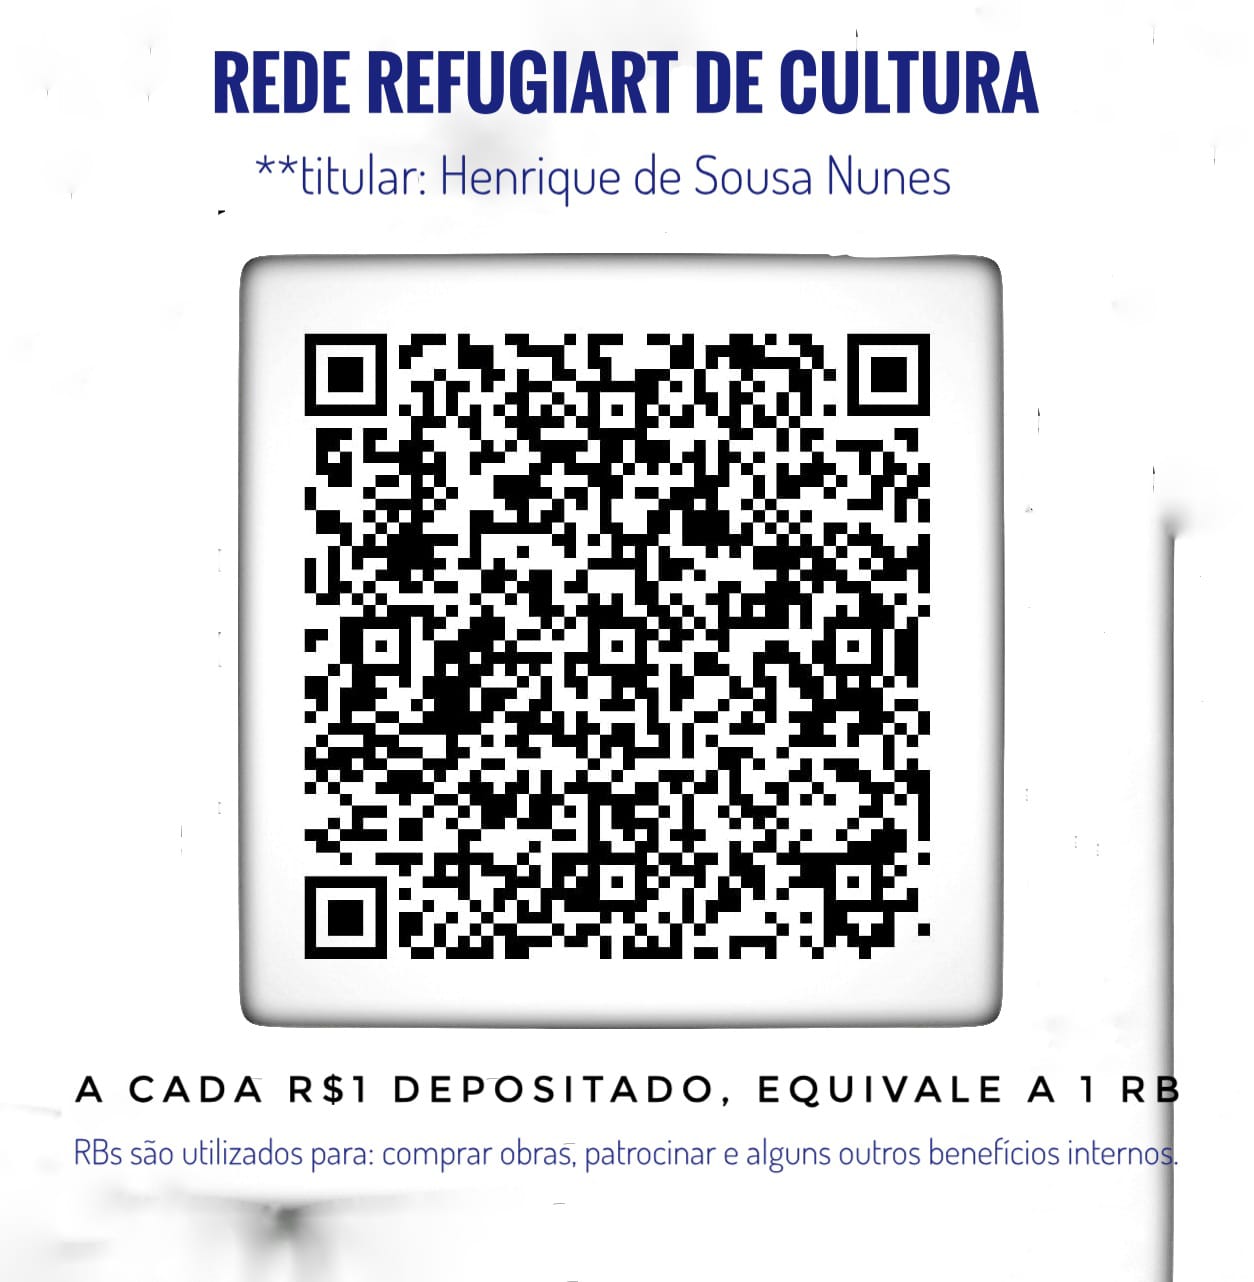 REDE REFUGIART DE CULTURA
**titular: Henrique de Sousa Nunes
A CADA R$1 DEPOSITADO, EQUIVALE A 1 RB
RBs são utilizados para: comprar obras, patrocinar e alguns outros benefícios internos.